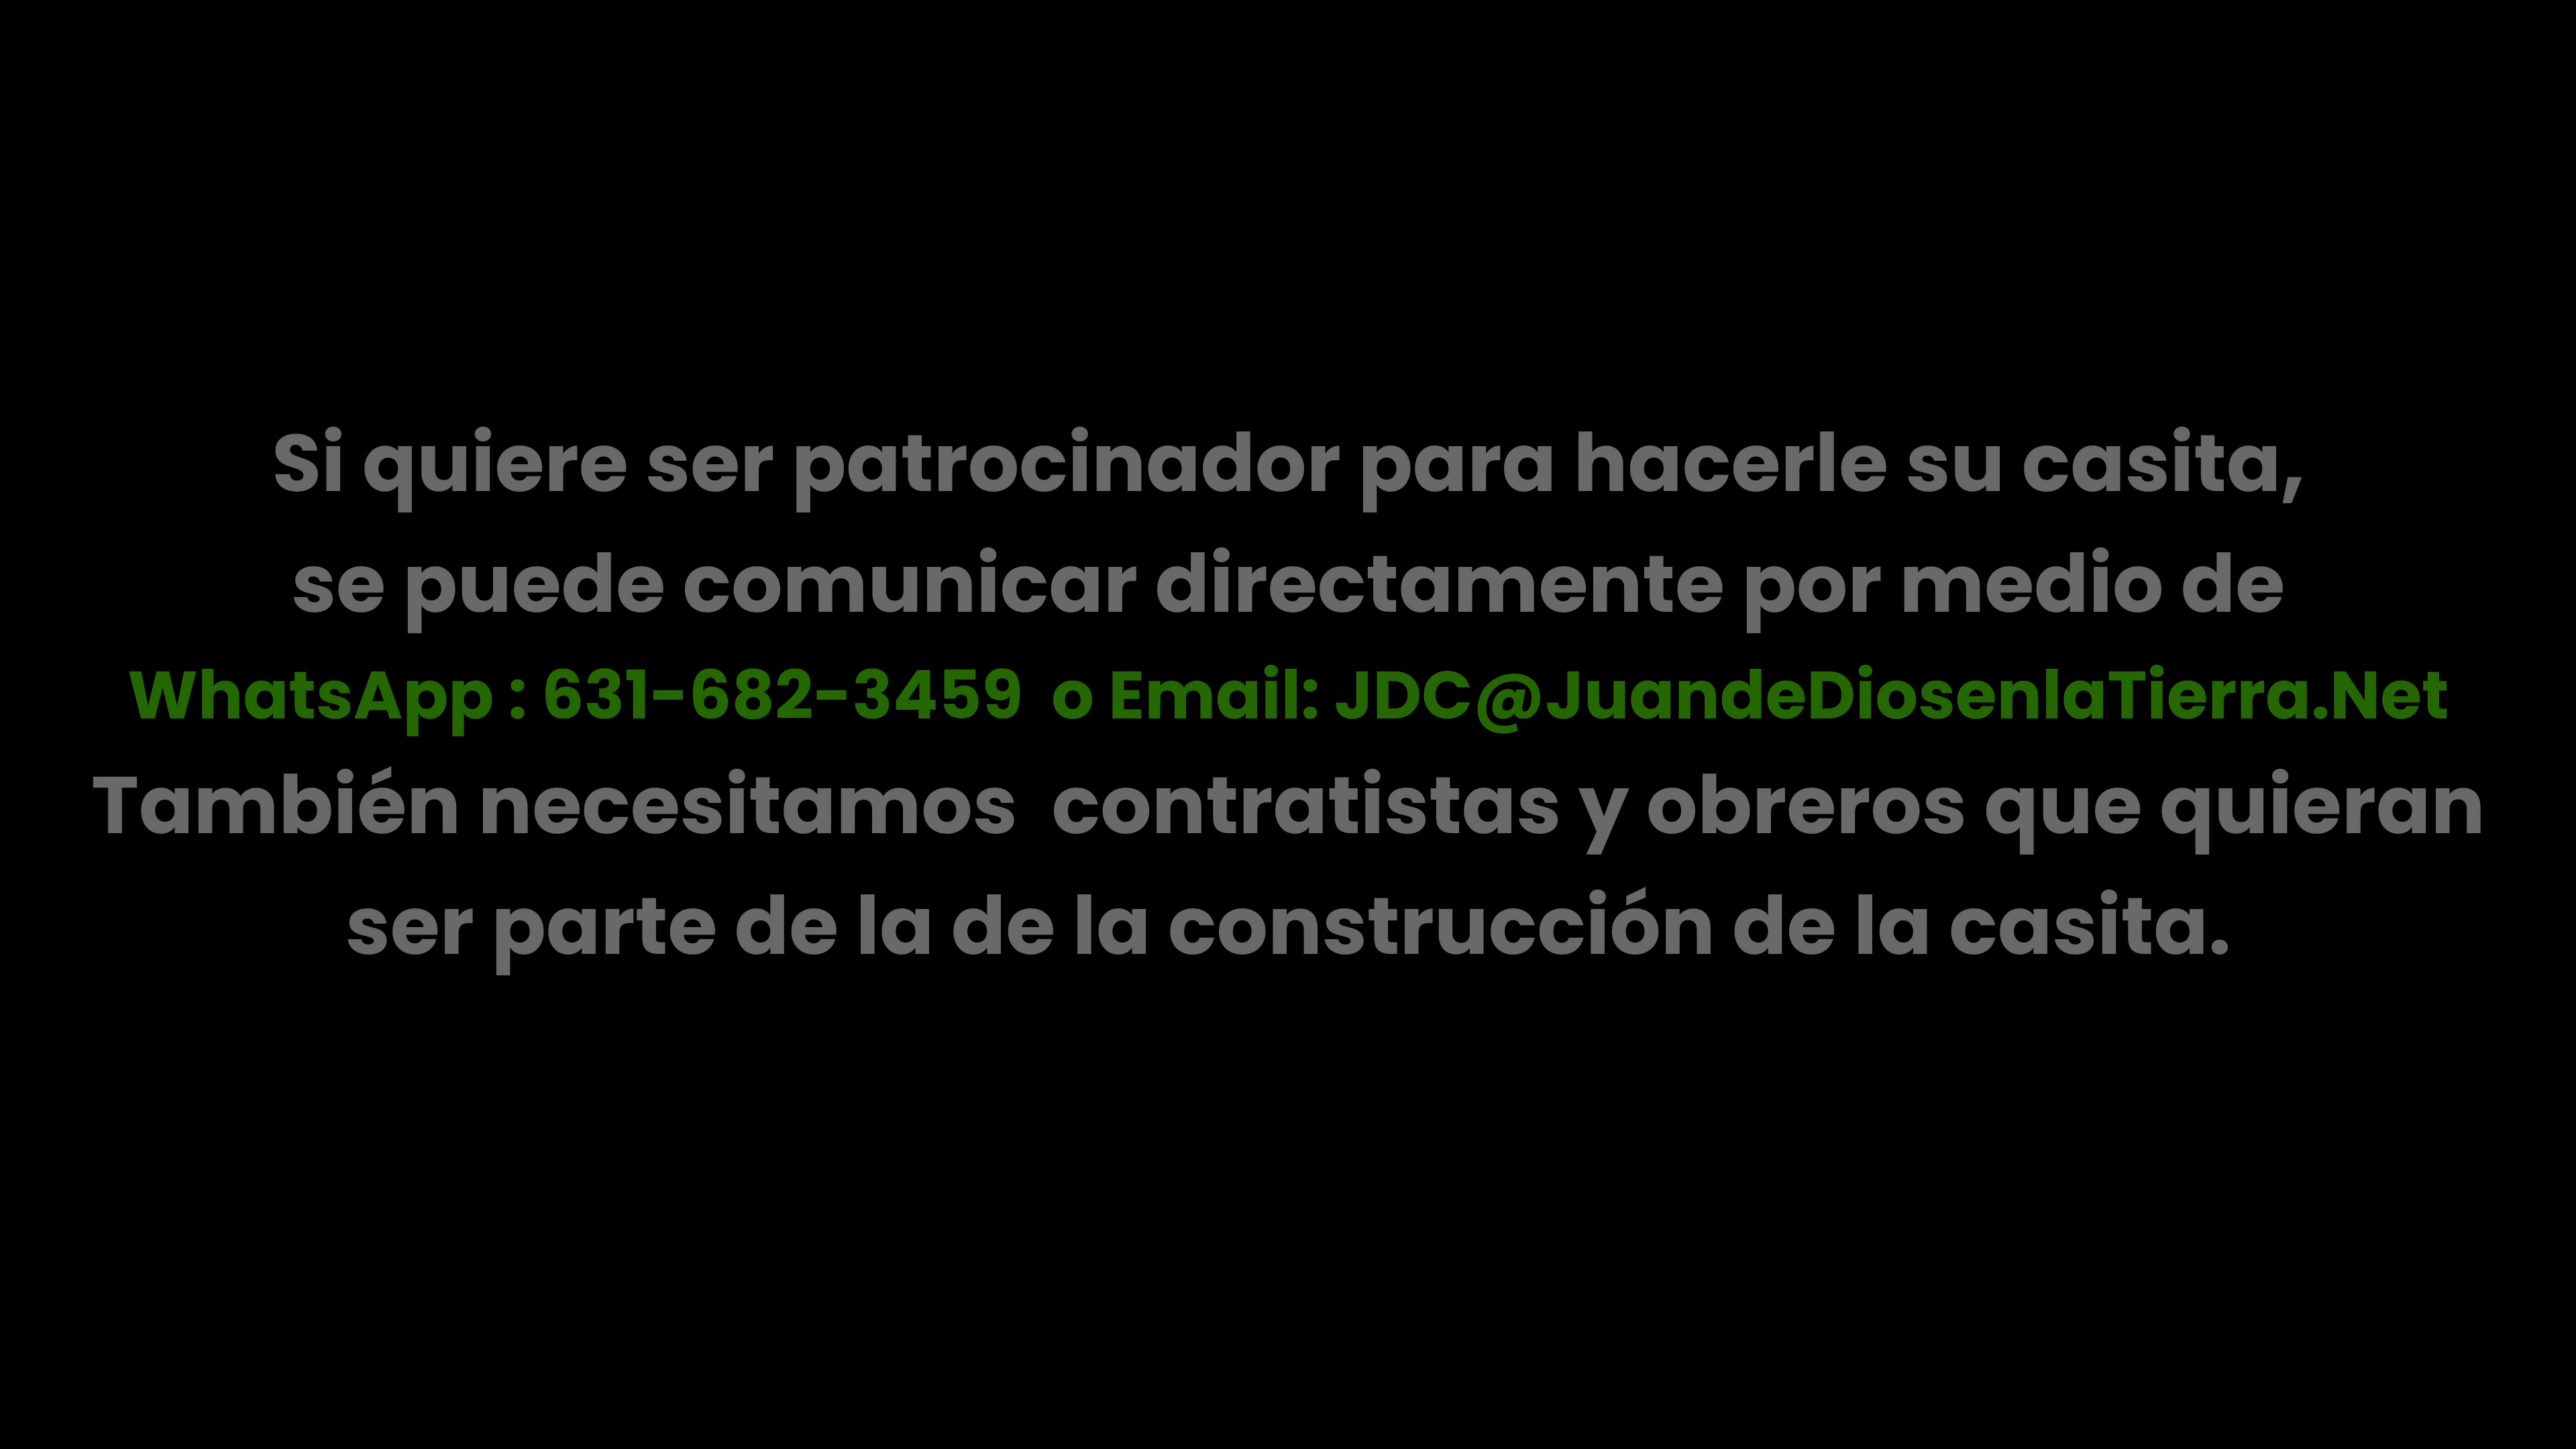 Si quiere ser patrocinador para hacerle su casita,
se puede comunicar directamente por medio de
WhatsApp : 631-682-3459  o Email: JDC@JuandeDiosenlaTierra.Net
También necesitamos  contratistas y obreros que quieran
ser parte de la de la construcción de la casita.